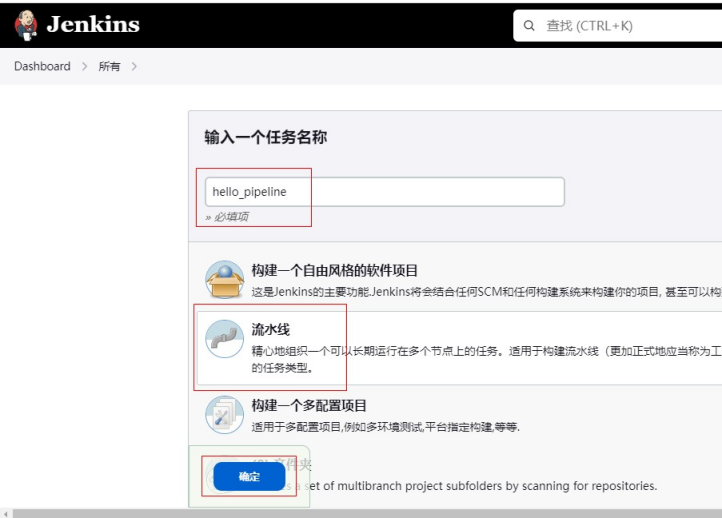 Jenkins
查找 (CTRL+K)
Dashboard > 所有 >
输入一个任务名称
hello_pipeline
» 必填项
构建一个自由风格的软件项目
这是Jenkins的主要功能.Jenkins将会结合任何SCM和任何构建系统来构建你的项目, 甚至可以构
流水线
精心地组织一个可以长期运行在多个节点上的任务。适用于构建流水线（更加正式地应当称为工
的任务类型。
构建一个多配置项目
适用于多配置项目,例如多环境测试,平台指定构建,等等.
文件夹
确定
set of multibranch project subfolders by scanning for repositories.